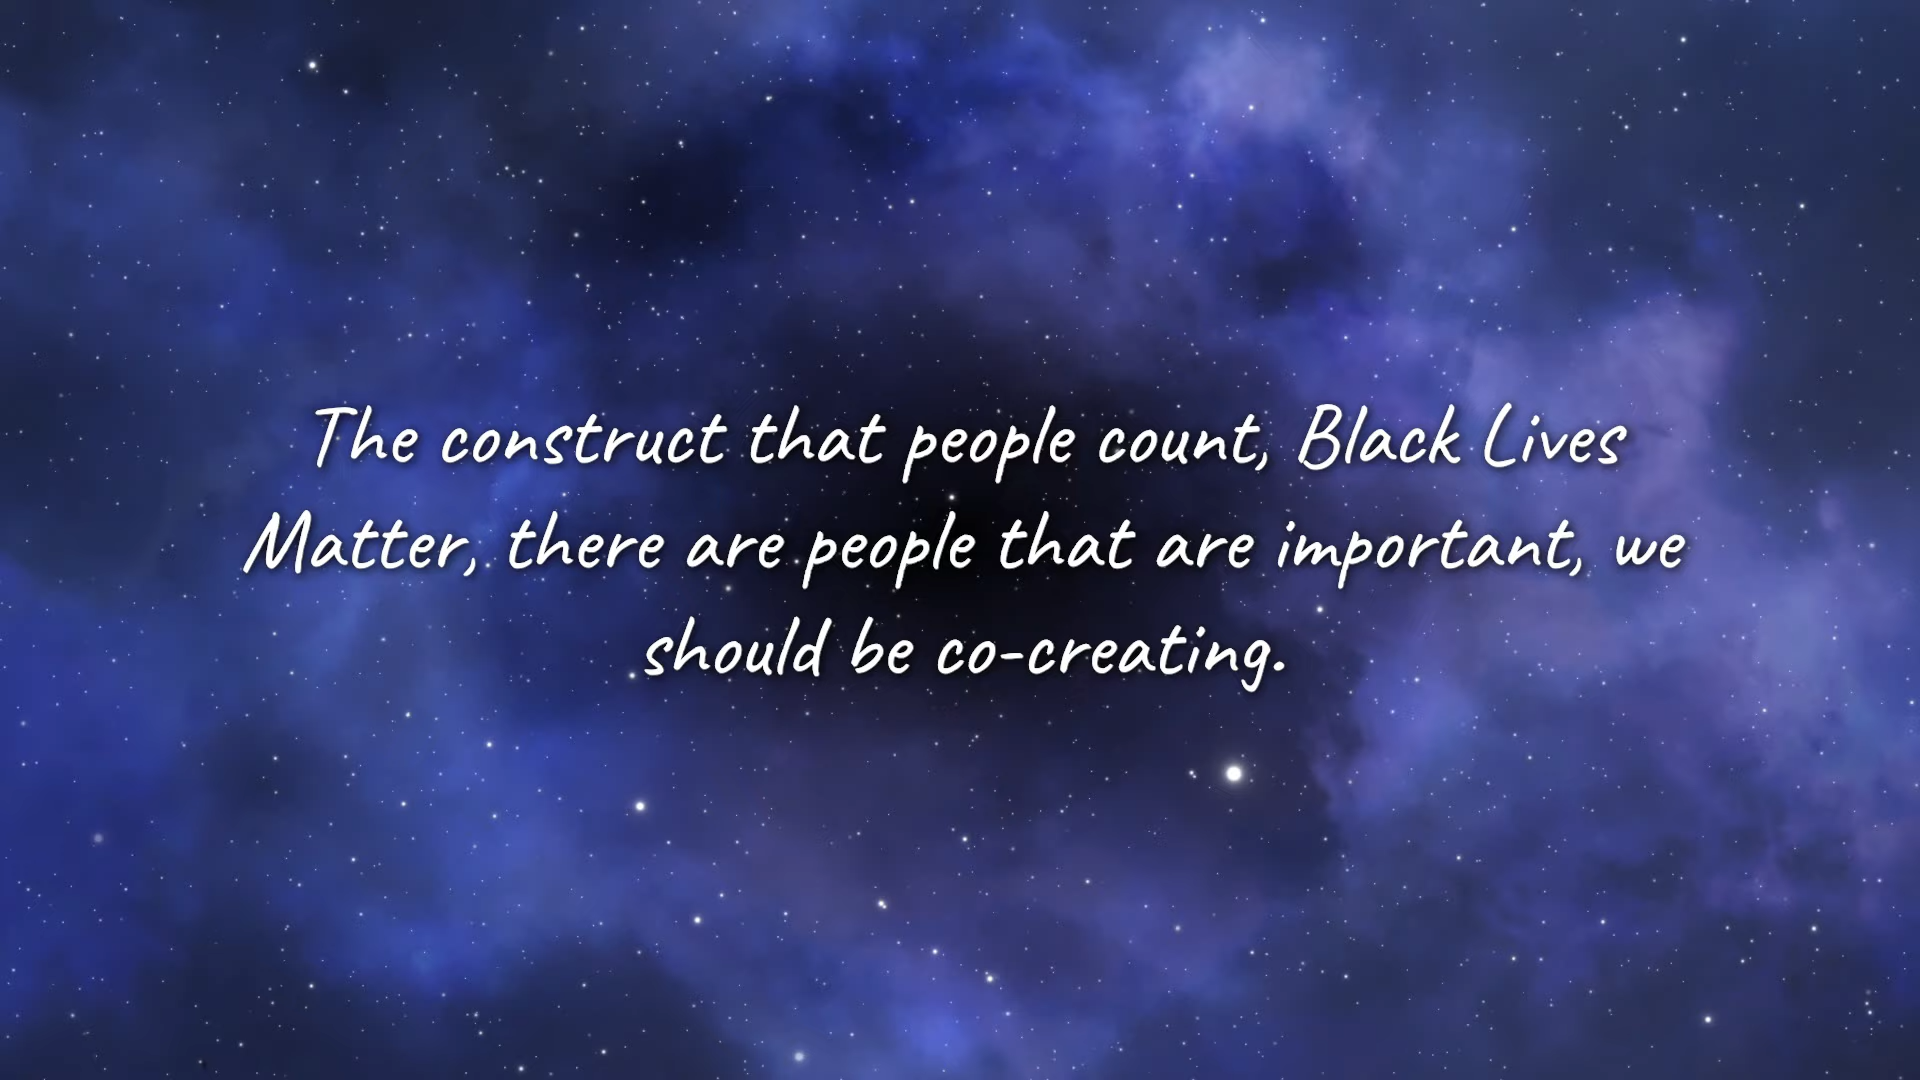 The construct that people count, Black Lives
Matter, there are people that are important, we
should be co-creating.